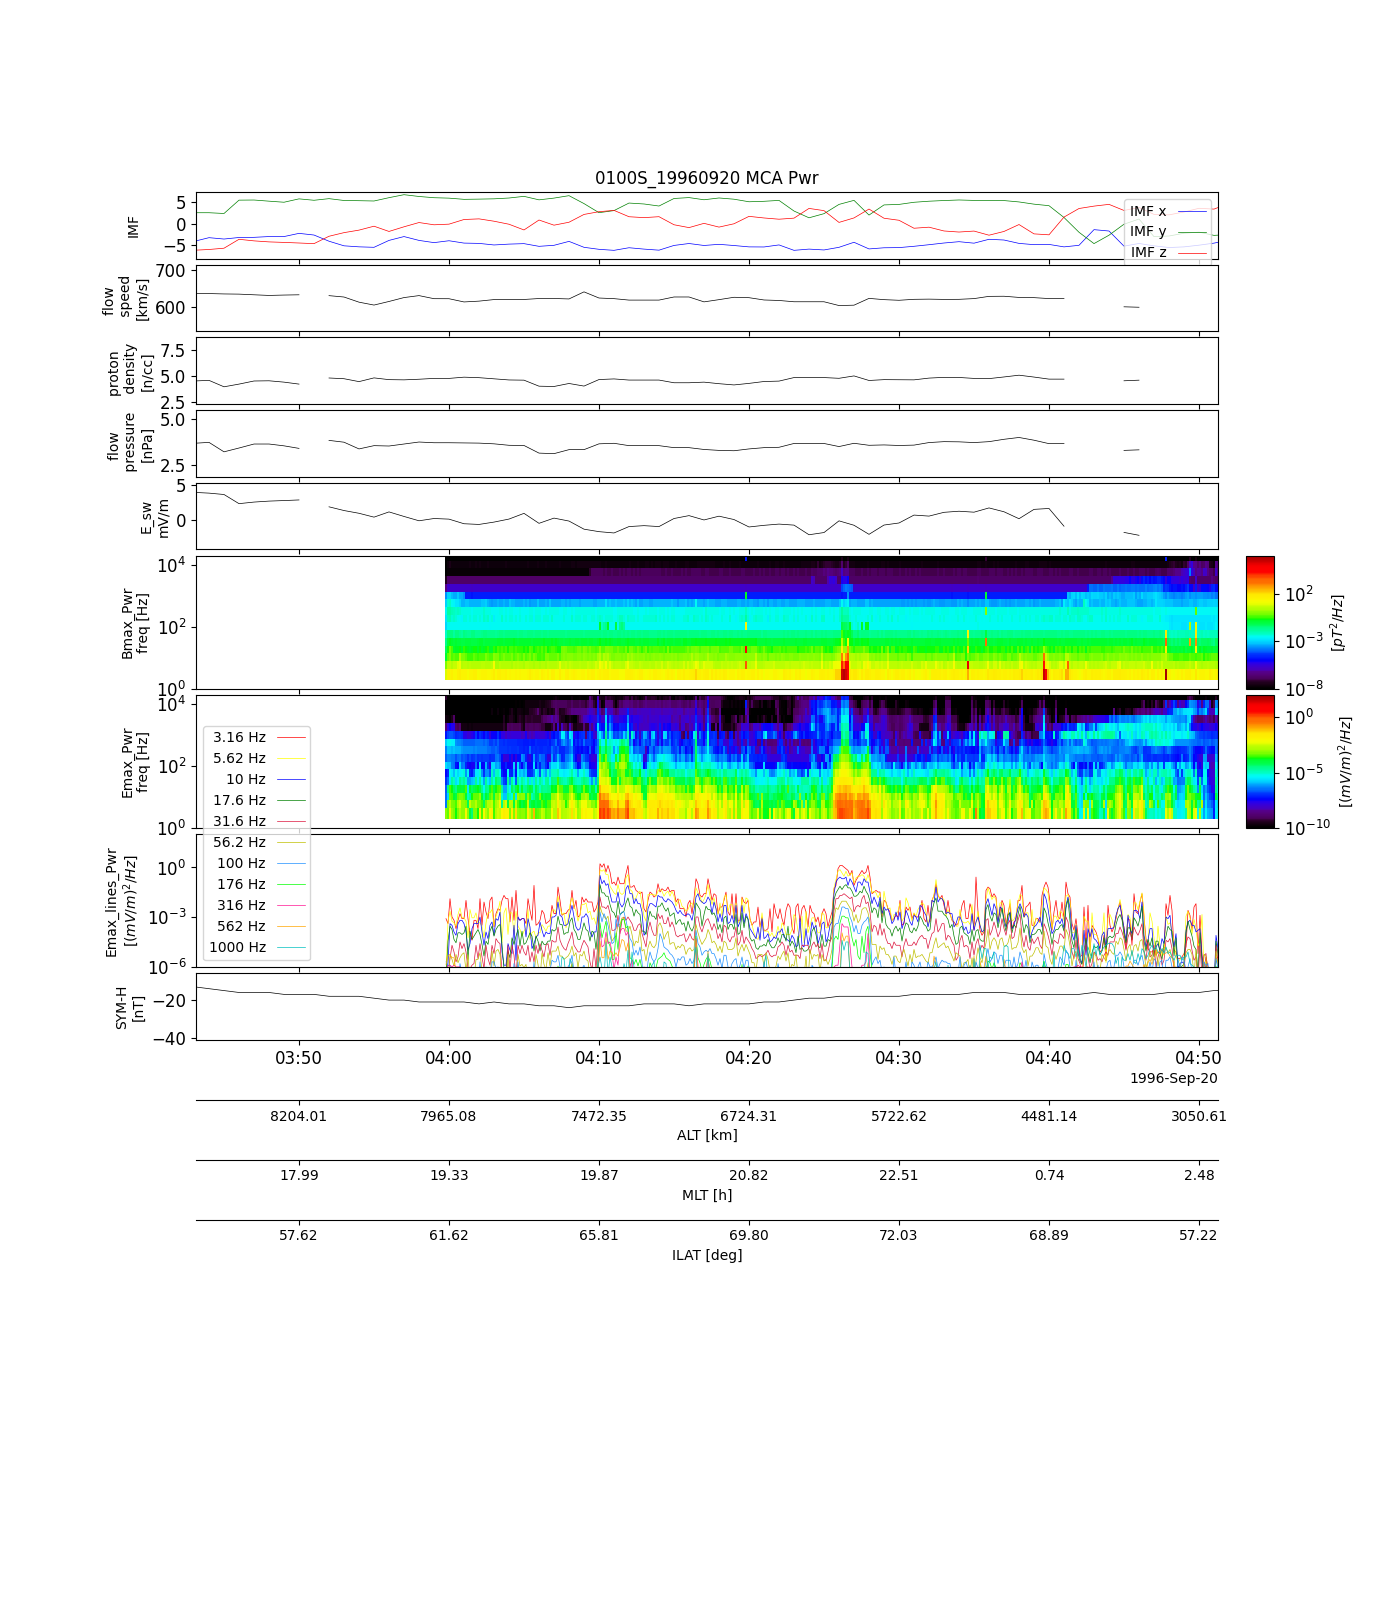 0100S_19960920 MCA Pwr
IMF
5
0
−5
IMF x
IMF y
IMF z
flow
speed
[km/s]
700
600
proton
density
[n/cc]
7.5
5.0
2.5
flow
pressure
[nPa]
5.0
2.5
E_sw
mV/m
5
0
Bmax_Pwr
freq [Hz]
10^4
10^2
10^0
10^2
10^−3
10^−8
[pT^2/Hz]
Emax_Pwr
freq [Hz]
10^4
10^2
10^0
10^0
10^−5
10^−10
[(mV/m)^2/Hz]
3.16 Hz
5.62 Hz
10 Hz
17.6 Hz
31.6 Hz
56.2 Hz
100 Hz
176 Hz
316 Hz
562 Hz
1000 Hz
Emax_lines_Pwr
[(mV/m)^2/Hz]
10^0
10^−3
10^−6
SYM-H
[nT]
−20
−40
03:50 04:00 04:10 04:20 04:30 04:40 04:50
1996-Sep-20
8204.01 7965.08 7472.35 6724.31 5722.62 4481.14 3050.61
ALT [km]
17.99 19.33 19.87 20.82 22.51 0.74 2.48
MLT [h]
57.62 61.62 65.81 69.80 72.03 68.89 57.22
ILAT [deg]